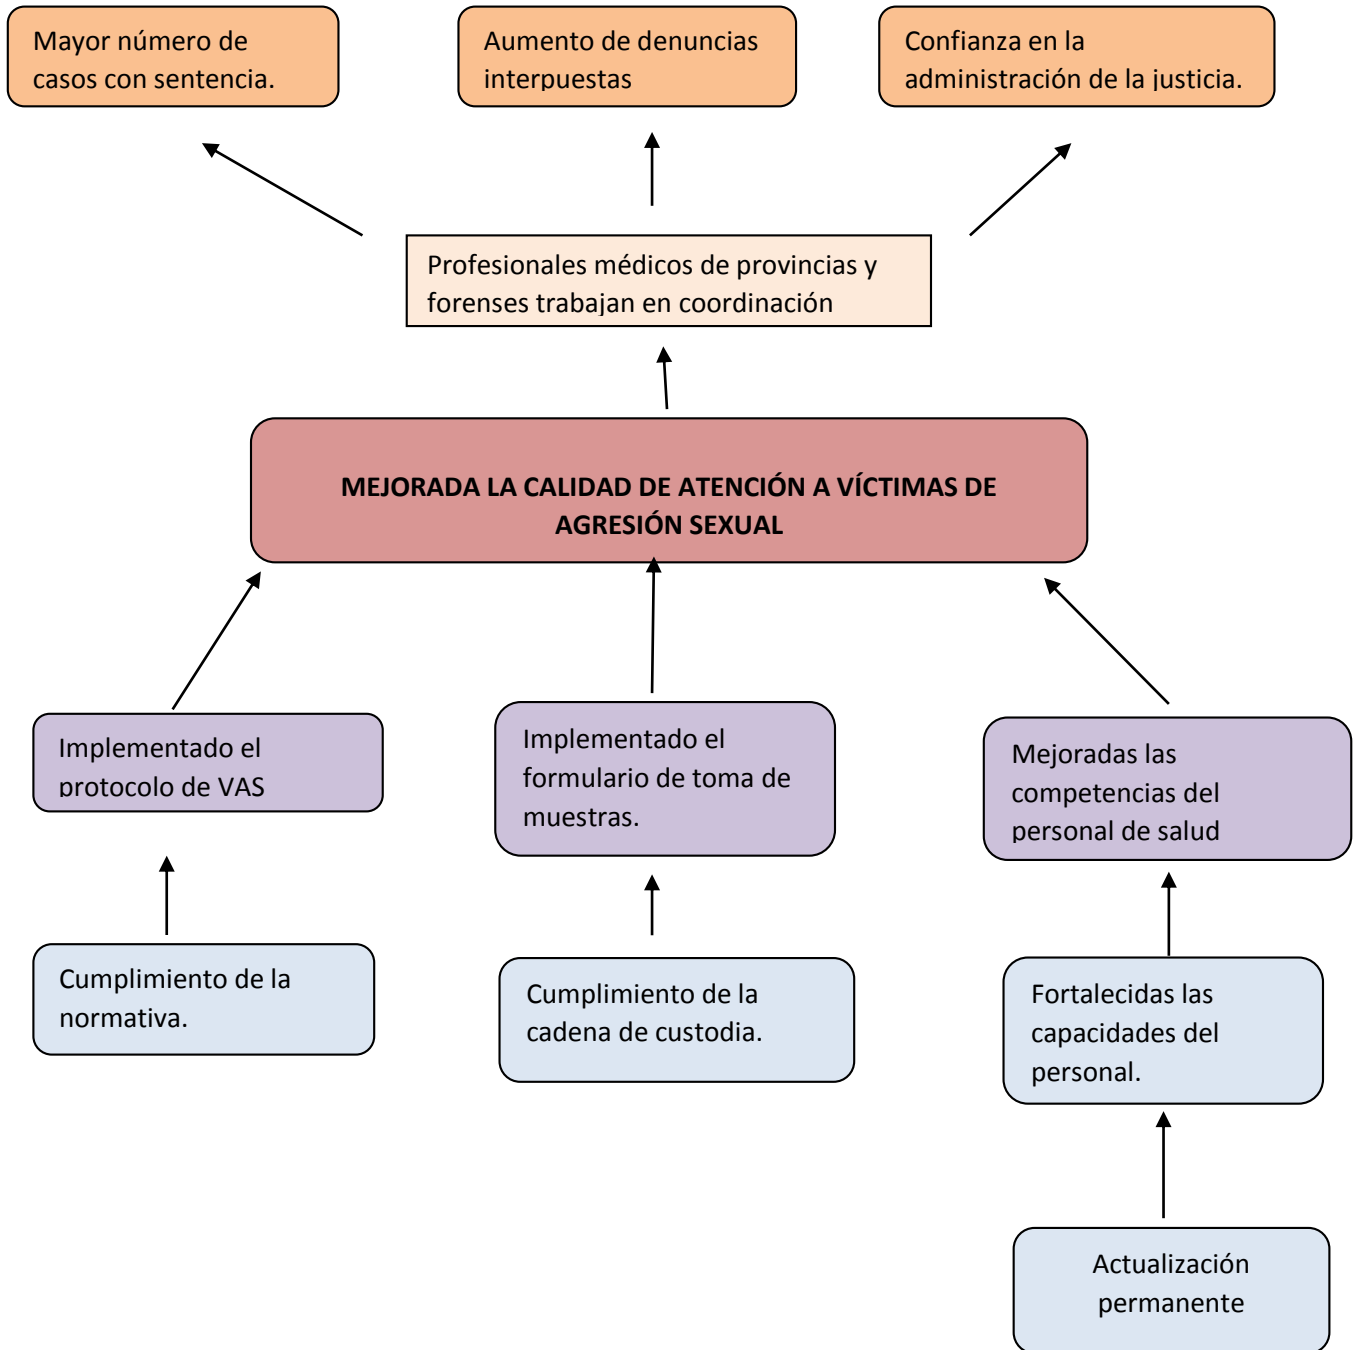 Mayor número de
casos con sentencia.
Aumento de denuncias
interpuestas
Confianza en la
administración de la justicia.
Profesionales médicos de provincias y
forenses trabajan en coordinación
MEJORADA LA CALIDAD DE ATENCIÓN A VÍCTIMAS DE
AGRESIÓN SEXUAL
Implementado el
protocolo de VAS
Implementado el
formulario de toma de
muestras.
Mejoradas las
competencias del
personal de salud
Cumplimiento de la
normativa.
Cumplimiento de la
cadena de custodia.
Fortalecidas las
capacidades del
personal.
Actualización
permanente